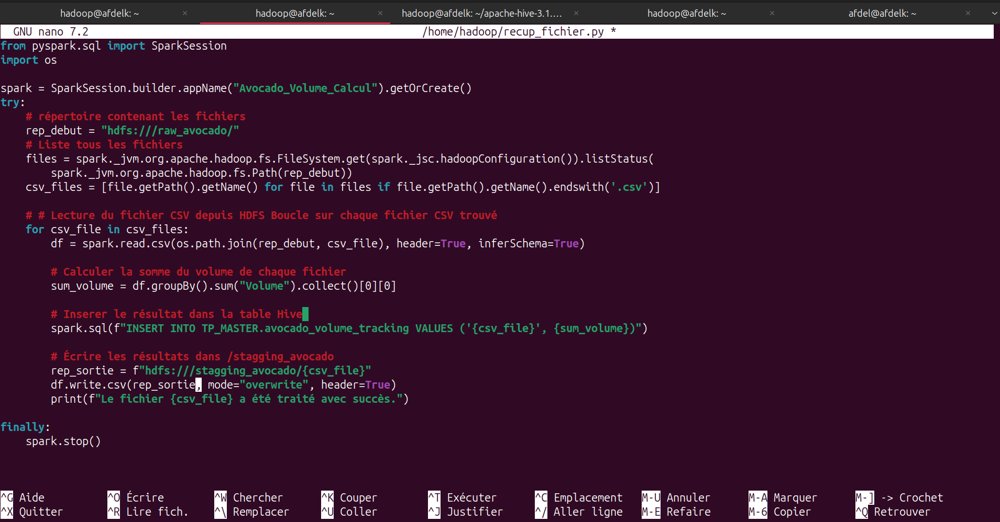 hadoop@afdelk: ~ × hadoop@afdelk: ~ × hadoop@afdelk: ~/apache-hive-3.1.... × hadoop@afdelk: ~ × afdel@afdelk: ~ ×
GNU nano 7.2 /home/hadoop/recup_fichier.py *
from pyspark.sql import SparkSession
import os
spark = SparkSession.builder.appName("Avocado_Volume_Calcul").getOrCreate()
try:
    # répertoire contenant les fichiers
    rep_debut = "hdfs:///raw_avocado/"
    # Liste tous les fichiers
    files = spark._jvm.org.apache.hadoop.fs.FileSystem.get(spark._jsc.hadoopConfiguration()).listStatus(
        spark._jvm.org.apache.hadoop.fs.Path(rep_debut))
    csv_files = [file.getPath().getName() for file in files if file.getPath().getName().endswith('.csv')]
    # # Lecture du fichier CSV depuis HDFS Boucle sur chaque fichier CSV trouvé
    for csv_file in csv_files:
        df = spark.read.csv(os.path.join(rep_debut, csv_file), header=True, inferSchema=True)
        # Calculer la somme du volume de chaque fichier
        sum_volume = df.groupBy().sum("Volume").collect()[0][0]
        # Inserer le résultat dans la table Hive
        spark.sql(f"INSERT INTO TP_MASTER.avocado_volume_tracking VALUES ('{csv_file}', {sum_volume})")
        # Écrire les résultats dans /stagging_avocado
        rep_sortie = f"hdfs:///stagging_avocado/{csv_file}"
        df.write.csv(rep_sortie, mode="overwrite", header=True)
        print(f"Le fichier {csv_file} a été traité avec succès.")
finally:
    spark.stop()
^G Aide ^O Écrire ^W Chercher ^K Couper ^T Exécuter ^C Emplacement M-U Annuler M-A Marquer M-] -> Crochet
^X Quitter ^R Lire fich. ^\ Remplacer ^U Coller ^J Justifier ^/ Aller ligne M-E Refaire M-6 Copier ^Q Retrouver